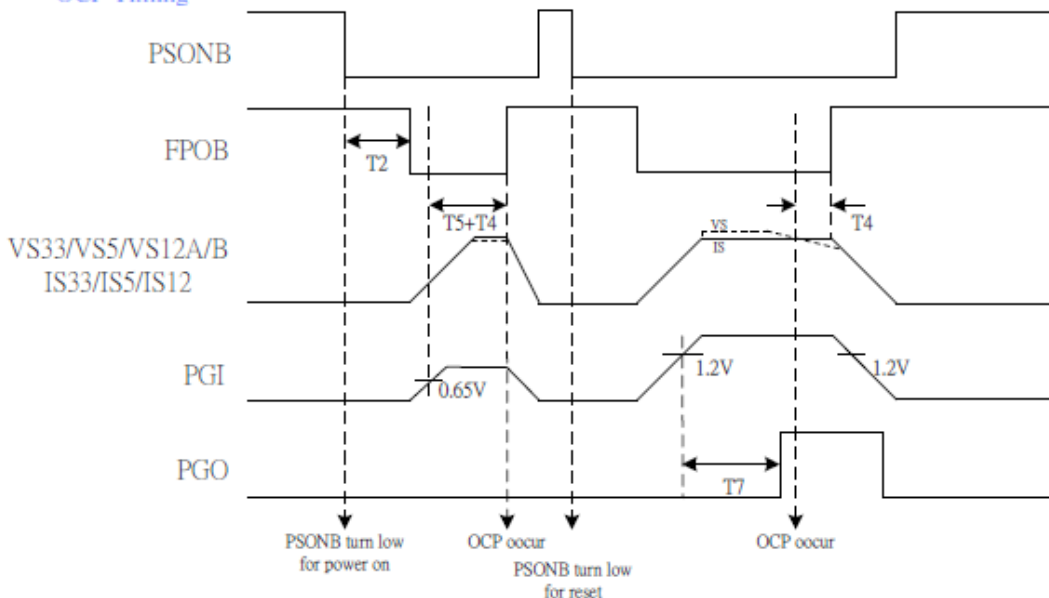 OCP Timing
PSONB
FPOB
T2
T5+T4
T4
VS33/VS5/VS12A/B
IS33/IS5/IS12
VS
IS
PGI
0.65V
1.2V
1.2V
PGO
T7
PSONB turn low
for power on
OCP oocur
PSONB turn low
for reset
OCP oocur